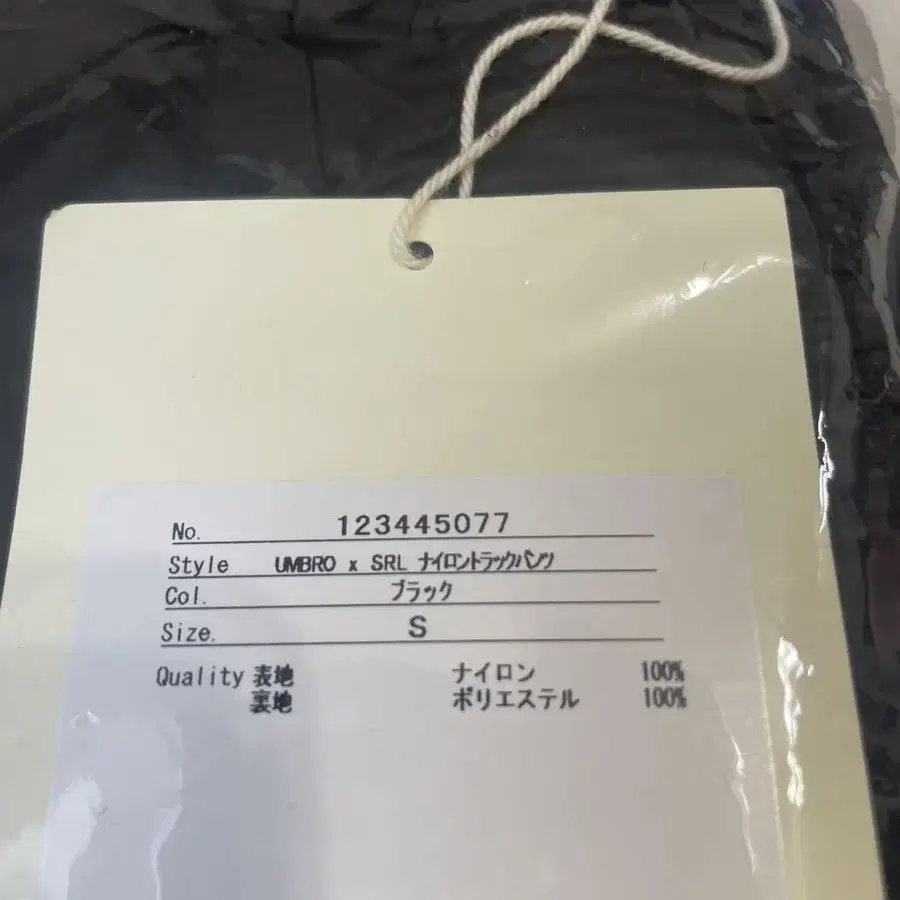 No. 123445077
Style UMBRO x SRL ナイロントラックパンツ
Col. ブラック
Size. S
Quality 表地 ナイロン 100%
裏地 ポリエステル 100%